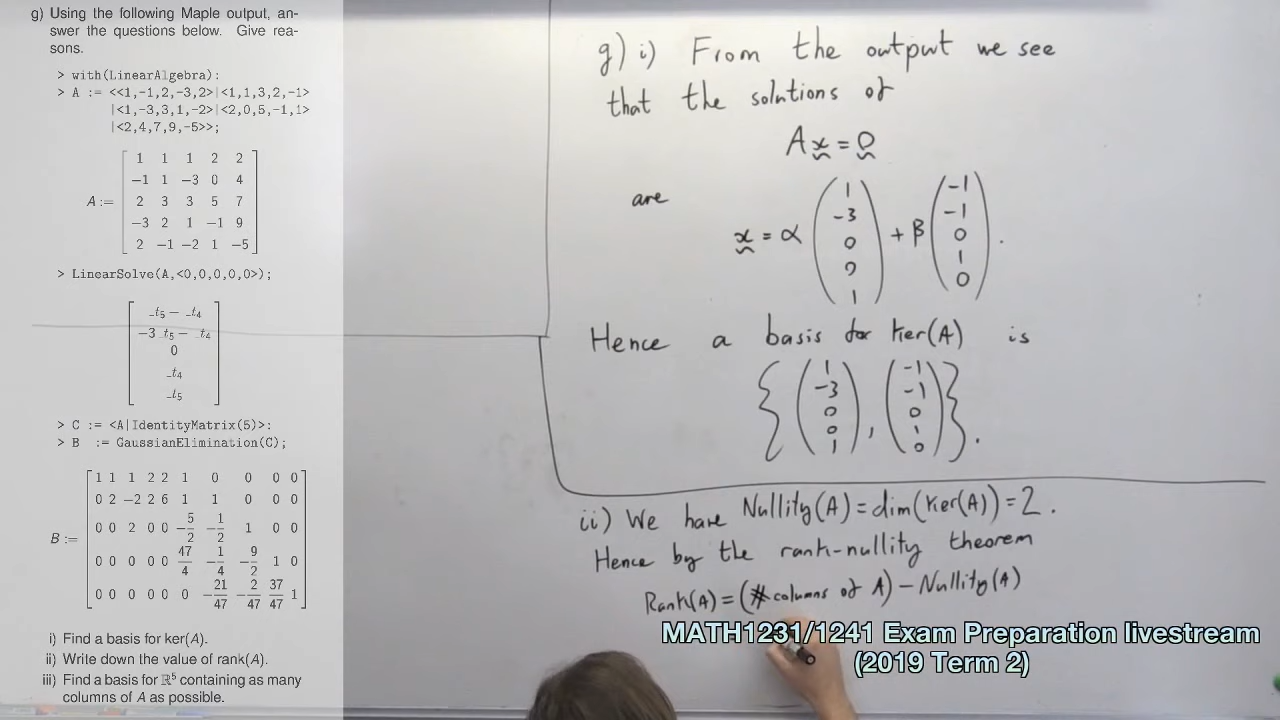 g) Using the following Maple output, an-
swer the questions below. Give rea-
sons.
> with(LinearAlgebra):
> A := <<1,-1,2,-3,2>|<1,1,3,2,-1>
|<1,-3,3,1,-2>|<2,0,5,-1,1>
|<2,4,7,9,-5>>;
1 1 1 2 2
−1 1 −3 0 4
A := 2 3 3 5 7
−3 2 1 −1 9
2 −1 −2 1 −5
> LinearSolve(A,<0,0,0,0,0>);
_t₅ − _t₄
−3_t₅ − _t₄
0
_t₄
_t₅
> C := <A|IdentityMatrix(5)>:
> B := GaussianElimination(C);
1 1 1 2 2 1 0 0 0 0
0 2 −2 2 6 1 1 0 0 0
B := 0 0 2 0 0 −5/2 −1/2 1 0 0
0 0 0 0 0 47/4 −1/4 −9/2 1 0
0 0 0 0 0 0 −21/47 −2/47 37/47 1
i) Find a basis for ker(A).
ii) Write down the value of rank(A).
iii) Find a basis for ℝ⁵ containing as many
columns of A as possible.
g) i) From the output we see
that the solutions of
Ax = 0
are
x = α (1 −3 0 0 1) + β (−1 −1 0 1 0).
Hence a basis for ker(A) is
{(1 −3 0 0 1), (−1 −1 0 1 0)}.
ii) We have Nullity(A) = dim(ker(A)) = 2.
Hence by the rank-nullity theorem
Rank(A) = (# columns of A) − Nullity(A)
MATH1231/1241 Exam Preparation livestream
(2019 Term 2)